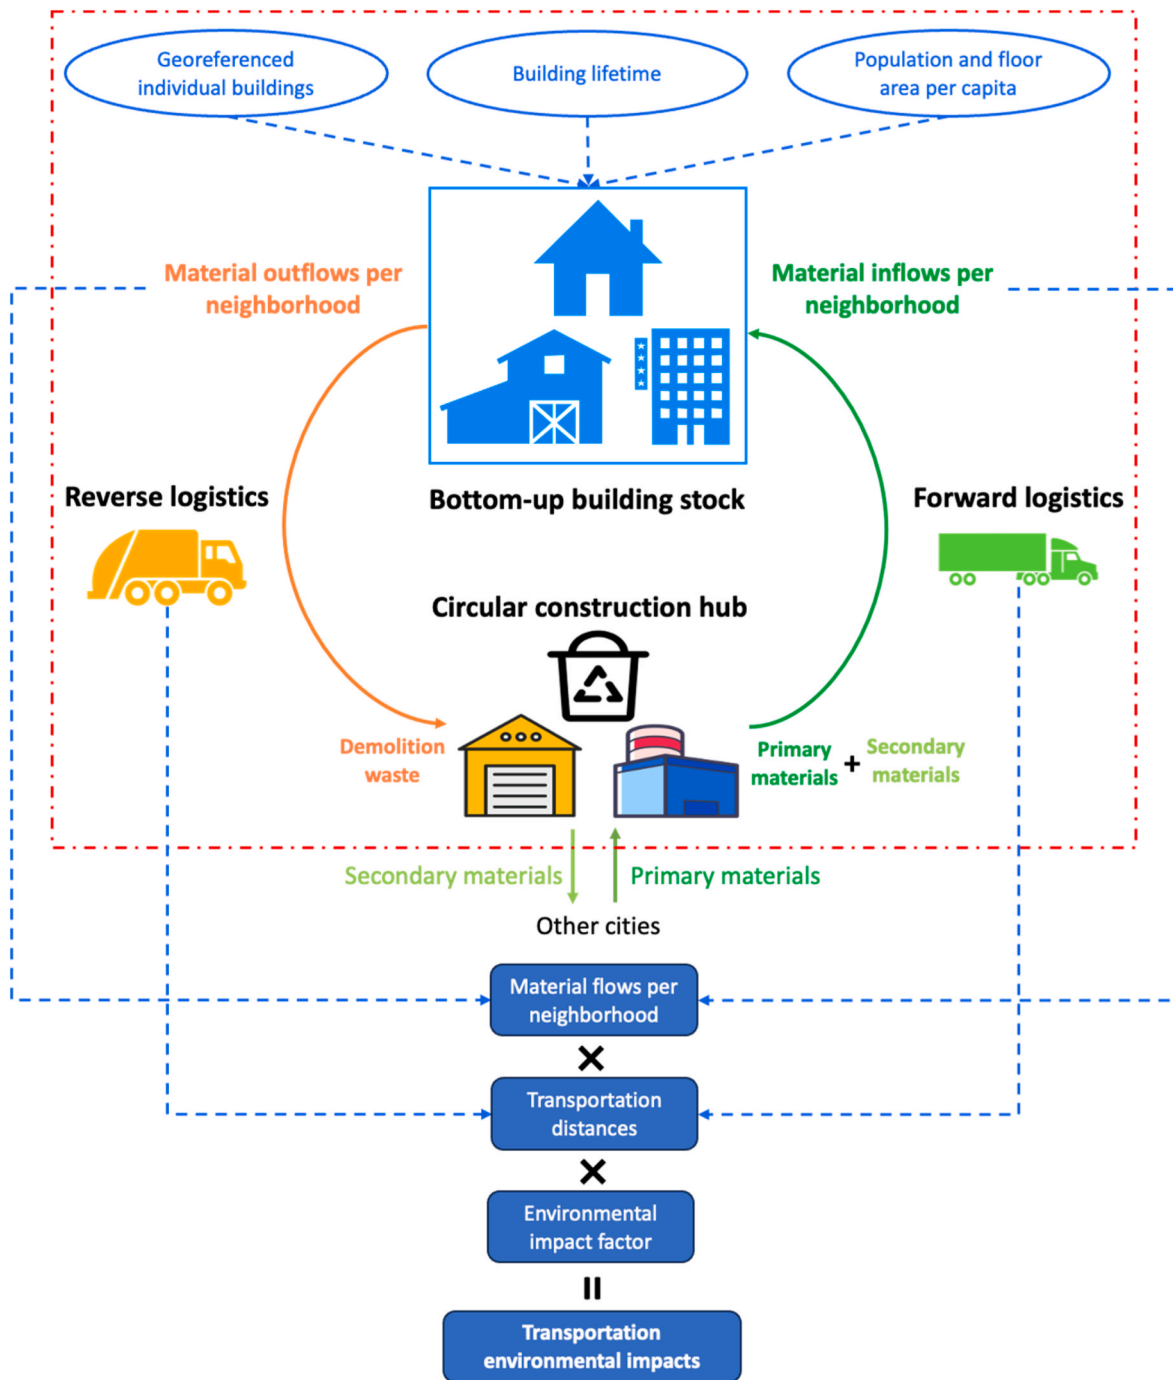 Georeferenced
individual buildings
Building lifetime
Population and floor
area per capita
Material outflows per
neighborhood
Material inflows per
neighborhood
Reverse logistics
Bottom-up building stock
Forward logistics
Circular construction hub
Demolition
waste
Primary
materials
+
Secondary
materials
Secondary materials
Primary materials
Other cities
Material flows per
neighborhood
×
Transportation
distances
×
Environmental
impact factor
=
Transportation
environmental impacts